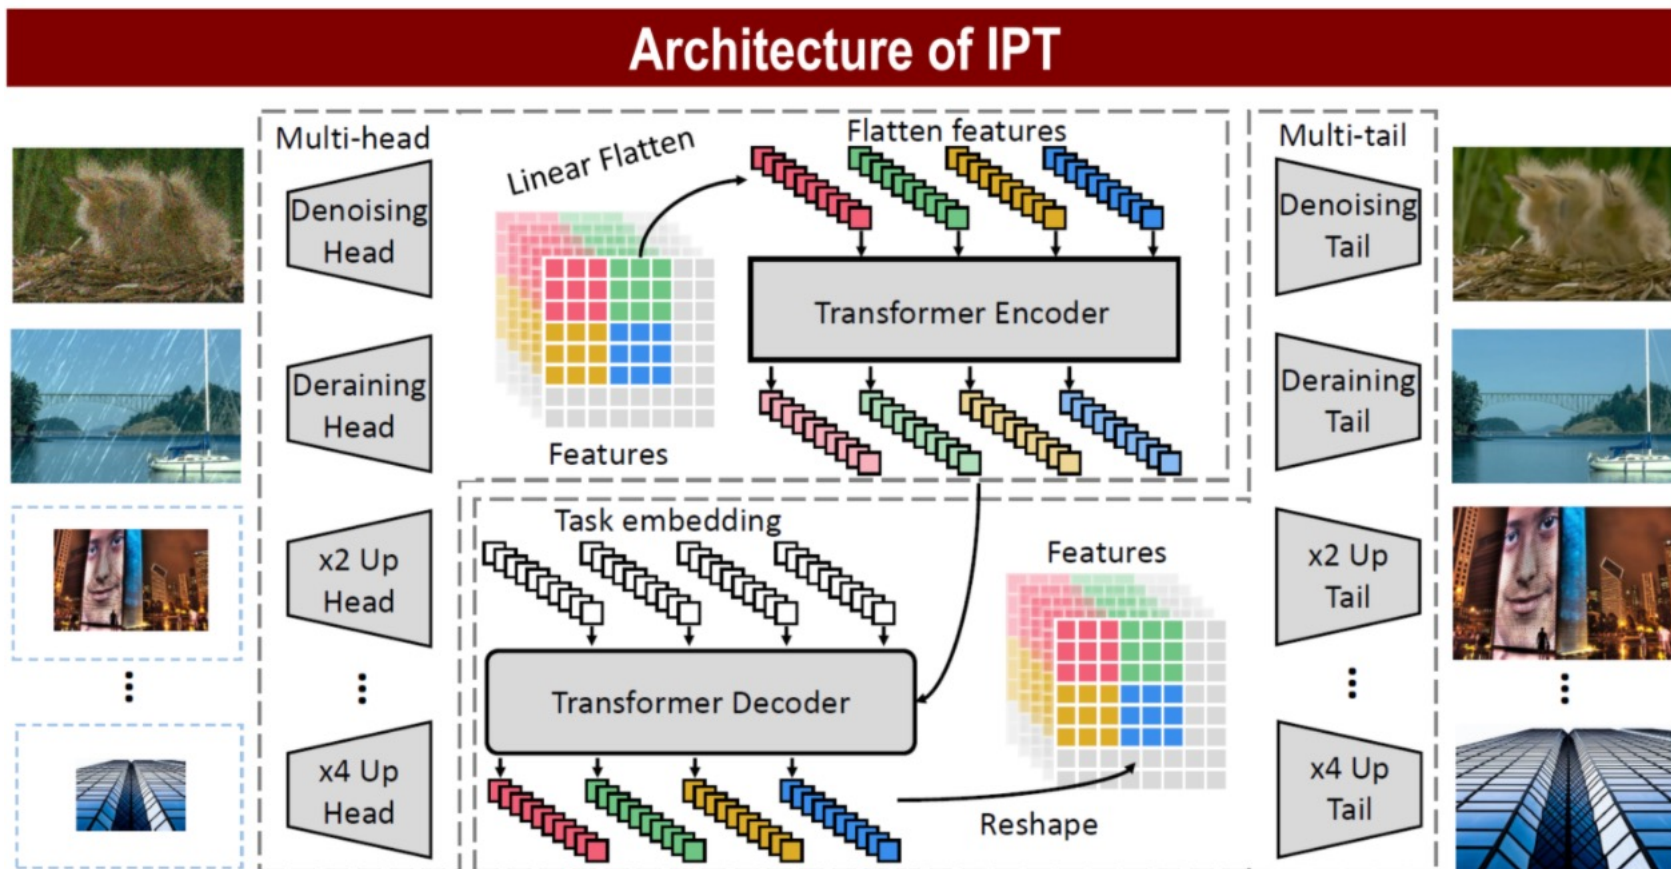 Architecture of IPT
Multi-head
Denoising
Head
Deraining
Head
x2 Up
Head
x4 Up
Head
Linear Flatten
Features
Flatten features
Transformer Encoder
Task embedding
Transformer Decoder
Features
Reshape
Multi-tail
Denoising
Tail
Deraining
Tail
x2 Up
Tail
x4 Up
Tail